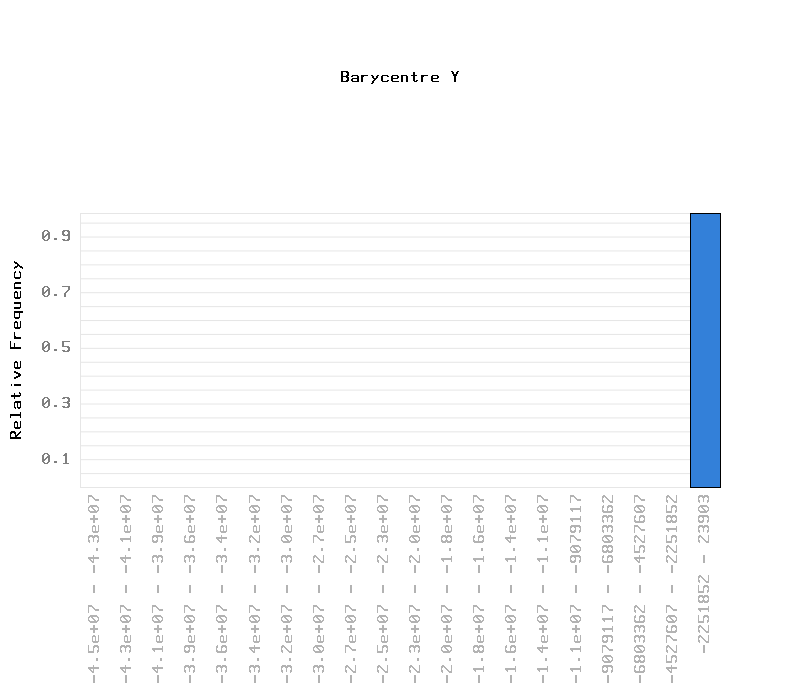 Barycentre Y
Relative Frequency
0.9
0.7
0.5
0.3
0.1
-4.5e+07 - -4.3e+07
-4.3e+07 - -4.1e+07
-4.1e+07 - -3.9e+07
-3.9e+07 - -3.6e+07
-3.6e+07 - -3.4e+07
-3.4e+07 - -3.2e+07
-3.2e+07 - -3.0e+07
-3.0e+07 - -2.7e+07
-2.7e+07 - -2.5e+07
-2.5e+07 - -2.3e+07
-2.3e+07 - -2.0e+07
-2.0e+07 - -1.8e+07
-1.8e+07 - -1.6e+07
-1.6e+07 - -1.4e+07
-1.4e+07 - -1.1e+07
-1.1e+07 - -9079117
-9079117 - -6803362
-6803362 - -4527607
-4527607 - -2251852
-2251852 - 23903